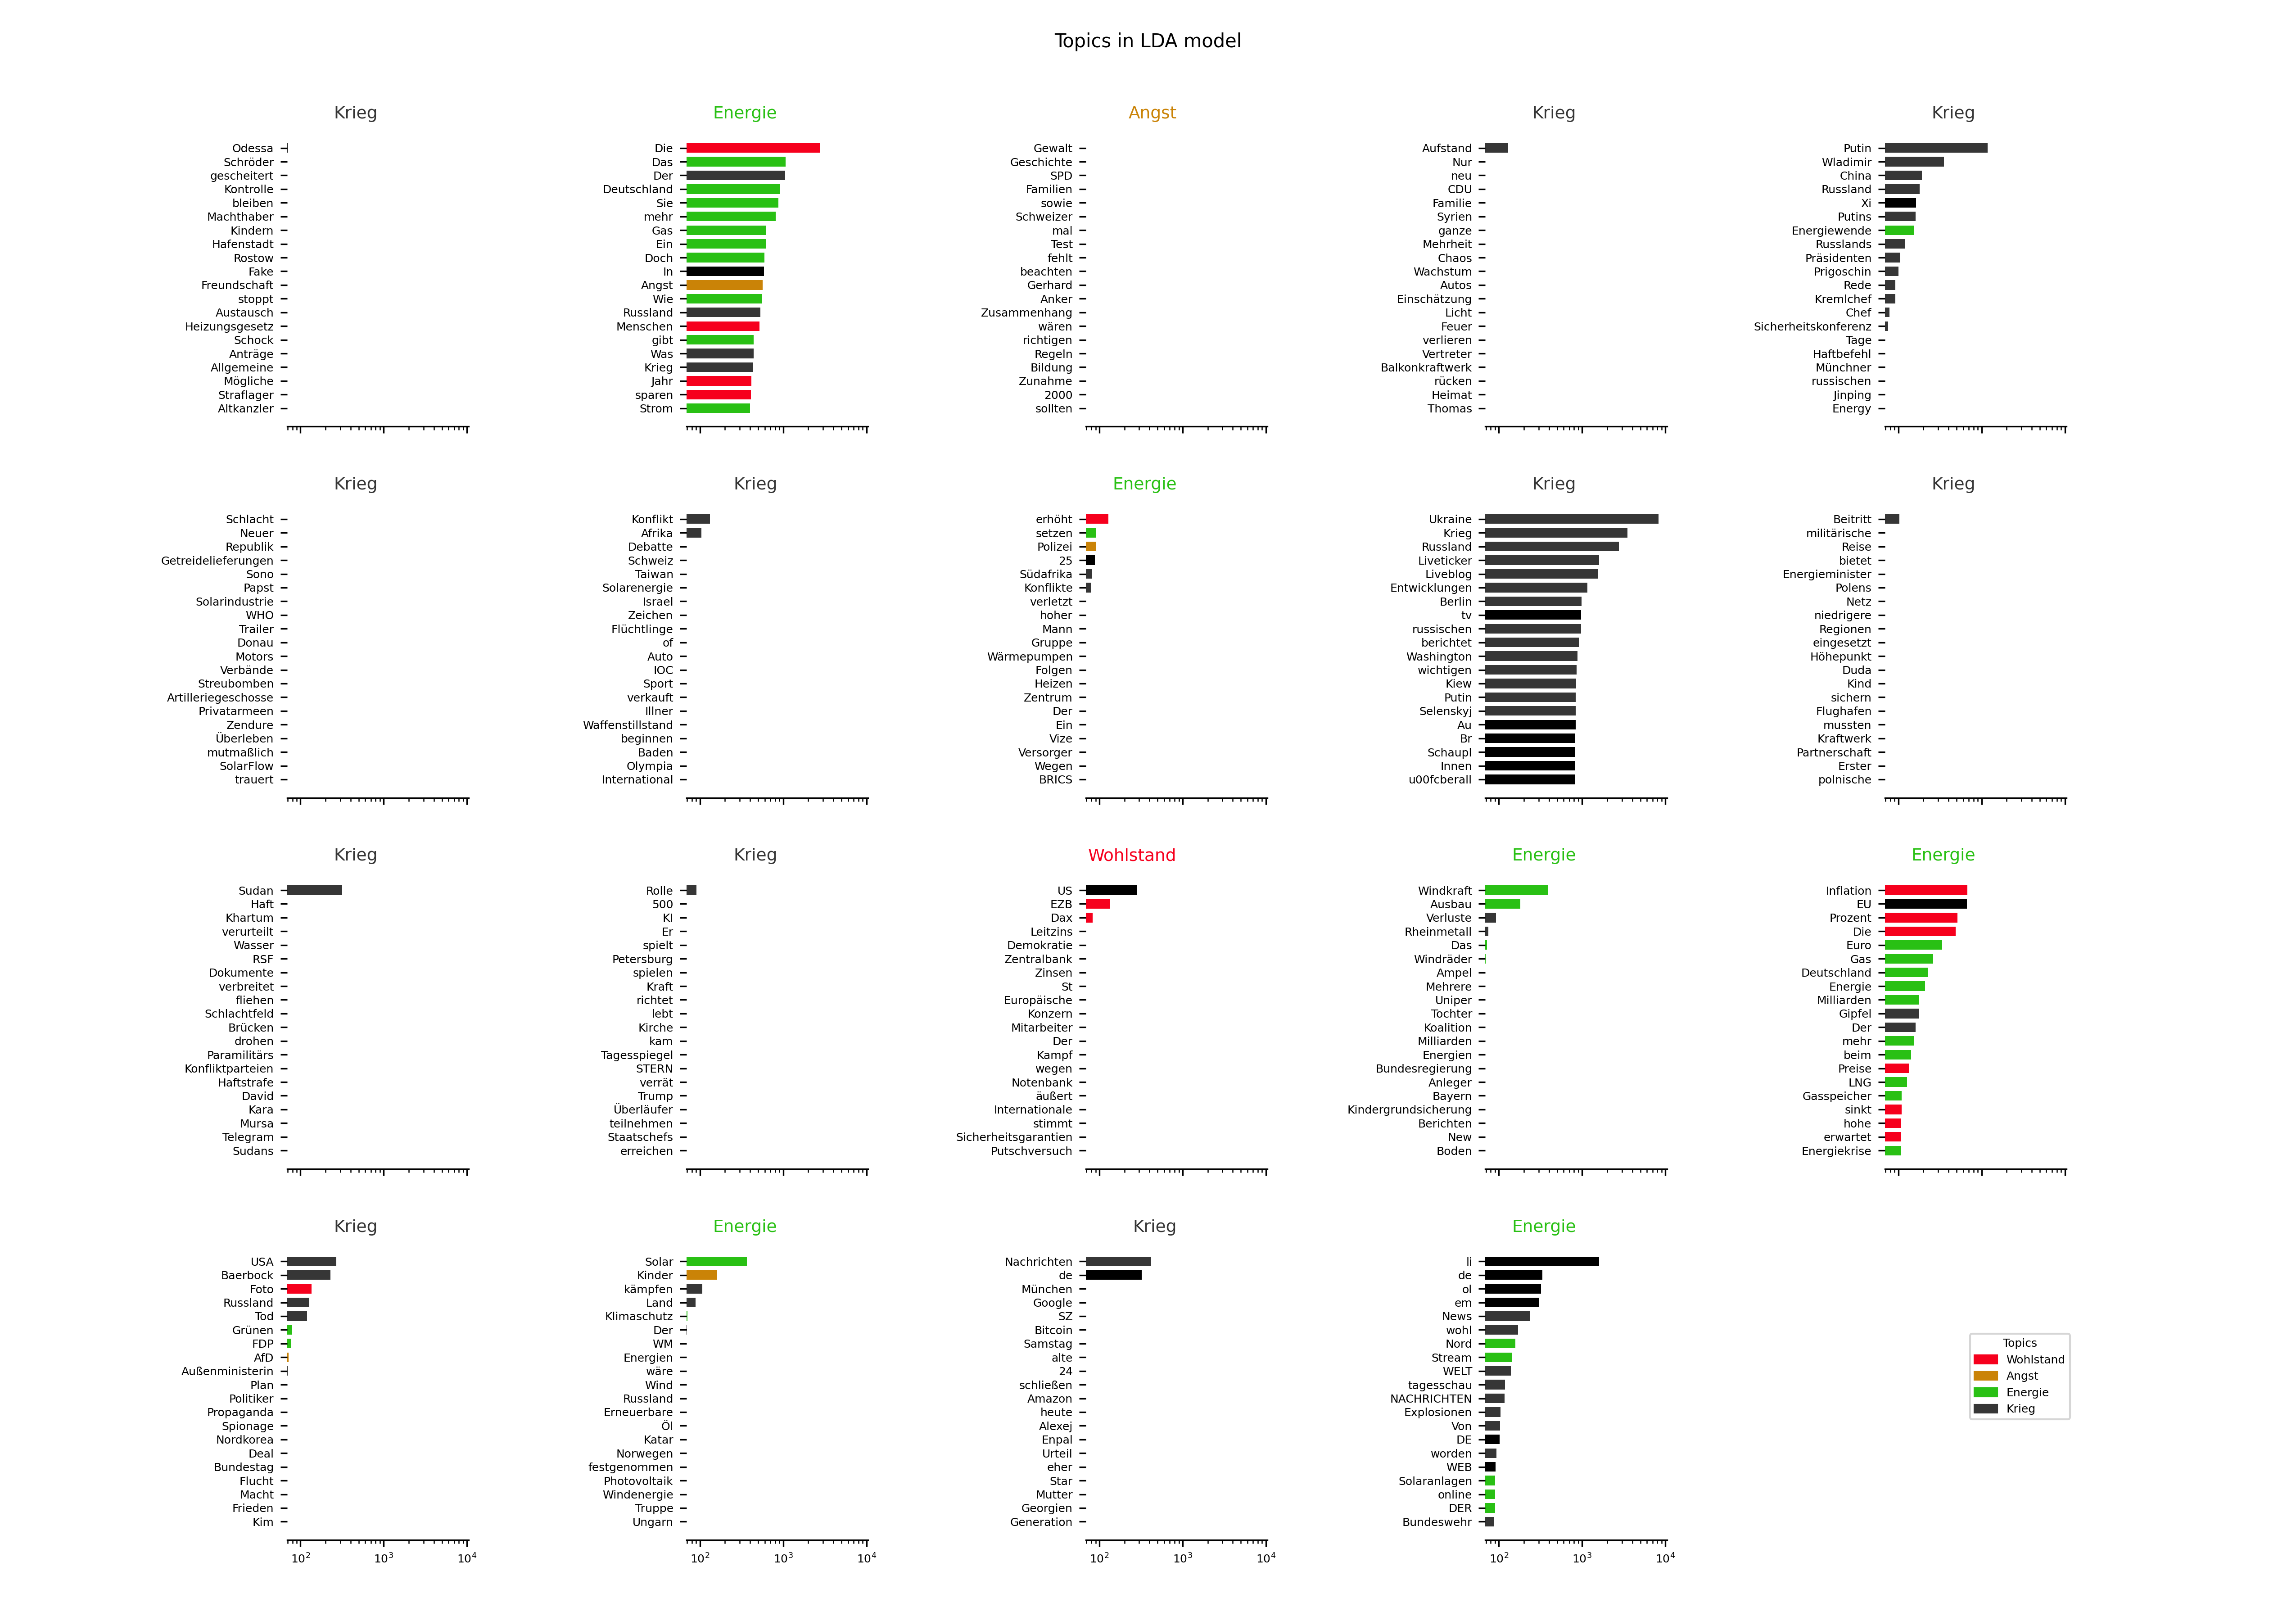 Topics in LDA model
Krieg
Odessa
Schröder
gescheitert
Kontrolle
bleiben
Machthaber
Kindern
Hafenstadt
Rostow
Fake
Freundschaft
stoppt
Austausch
Heizungsgesetz
Schock
Anträge
Allgemeine
Mögliche
Straflager
Altkanzler
Energie
Die
Das
Der
Deutschland
Sie
mehr
Gas
Ein
Doch
In
Angst
Wie
Russland
Menschen
gibt
Was
Krieg
Jahr
sparen
Strom
Angst
Gewalt
Geschichte
SPD
Familien
sowie
Schweizer
mal
Test
fehlt
beachten
Gerhard
Anker
Zusammenhang
wären
richtigen
Regeln
Bildung
Zunahme
2000
sollten
Krieg
Aufstand
Nur
neu
CDU
Familie
Syrien
ganze
Mehrheit
Chaos
Wachstum
Autos
Einschätzung
Licht
Feuer
verlieren
Vertreter
Balkonkraftwerk
rücken
Heimat
Thomas
Krieg
Putin
Wladimir
China
Russland
Xi
Putins
Energiewende
Russlands
Präsidenten
Prigoschin
Rede
Kremlchef
Chef
Sicherheitskonferenz
Tage
Haftbefehl
Münchner
russischen
Jinping
Energy
Krieg
Schlacht
Neuer
Republik
Getreidelieferungen
Sono
Papst
Solarindustrie
WHO
Trailer
Donau
Motors
Verbände
Streubomben
Artilleriegeschosse
Privatarmeen
Zendure
Überleben
mutmaßlich
SolarFlow
trauert
Krieg
Konflikt
Afrika
Debatte
Schweiz
Taiwan
Solarenergie
Israel
Zeichen
Flüchtlinge
of
Auto
IOC
Sport
verkauft
Illner
Waffenstillstand
beginnen
Baden
Olympia
International
Energie
erhöht
setzen
Polizei
25
Südafrika
Konflikte
verletzt
hoher
Mann
Gruppe
Wärmepumpen
Folgen
Heizen
Zentrum
Der
Ein
Vize
Versorger
Wegen
BRICS
Krieg
Ukraine
Krieg
Russland
Liveticker
Liveblog
Entwicklungen
Berlin
tv
russischen
berichtet
Washington
wichtigen
Kiew
Putin
Selenskyj
Au
Br
Schaupl
Innen
u00fcberall
Krieg
Beitritt
militärische
Reise
bietet
Energieminister
Polens
Netz
niedrigere
Regionen
eingesetzt
Höhepunkt
Duda
Kind
sichern
Flughafen
mussten
Kraftwerk
Partnerschaft
Erster
polnische
Krieg
Sudan
Haft
Khartum
verurteilt
Wasser
RSF
Dokumente
verbreitet
fliehen
Schlachtfeld
Brücken
drohen
Paramilitärs
Konfliktparteien
Haftstrafe
David
Kara
Mursa
Telegram
Sudans
Krieg
Rolle
500
KI
Er
spielt
Petersburg
spielen
Kraft
richtet
lebt
Kirche
kam
Tagesspiegel
STERN
verrät
Trump
Überläufer
teilnehmen
Staatschefs
erreichen
Wohlstand
US
EZB
Dax
Leitzins
Demokratie
Zentralbank
Zinsen
St
Europäische
Konzern
Mitarbeiter
Der
Kampf
wegen
Notenbank
äußert
Internationale
stimmt
Sicherheitsgarantien
Putschversuch
Energie
Windkraft
Ausbau
Verluste
Rheinmetall
Das
Windräder
Ampel
Mehrere
Uniper
Tochter
Koalition
Milliarden
Energien
Bundesregierung
Anleger
Bayern
Kindergrundsicherung
Berichten
New
Boden
Energie
Inflation
EU
Prozent
Die
Euro
Gas
Deutschland
Energie
Milliarden
Gipfel
Der
mehr
beim
Preise
LNG
Gasspeicher
sinkt
hohe
erwartet
Energiekrise
Krieg
USA
Baerbock
Foto
Russland
Tod
Grünen
FDP
AfD
Außenministerin
Plan
Politiker
Propaganda
Spionage
Nordkorea
Deal
Bundestag
Flucht
Macht
Frieden
Kim
10² 10³ 10⁴
Energie
Solar
Kinder
kämpfen
Land
Klimaschutz
Der
WM
Energien
wäre
Wind
Russland
Erneuerbare
Öl
Katar
Norwegen
festgenommen
Photovoltaik
Windenergie
Truppe
Ungarn
10² 10³ 10⁴
Krieg
Nachrichten
de
München
Google
SZ
Bitcoin
Samstag
alte
24
schließen
Amazon
heute
Alexej
Enpal
Urteil
eher
Star
Mutter
Georgien
Generation
10² 10³ 10⁴
Energie
li
de
ol
em
News
wohl
Nord
Stream
WELT
tagesschau
NACHRICHTEN
Explosionen
Von
DE
worden
WEB
Solaranlagen
online
DER
Bundeswehr
10² 10³ 10⁴
Topics
Wohlstand
Angst
Energie
Krieg